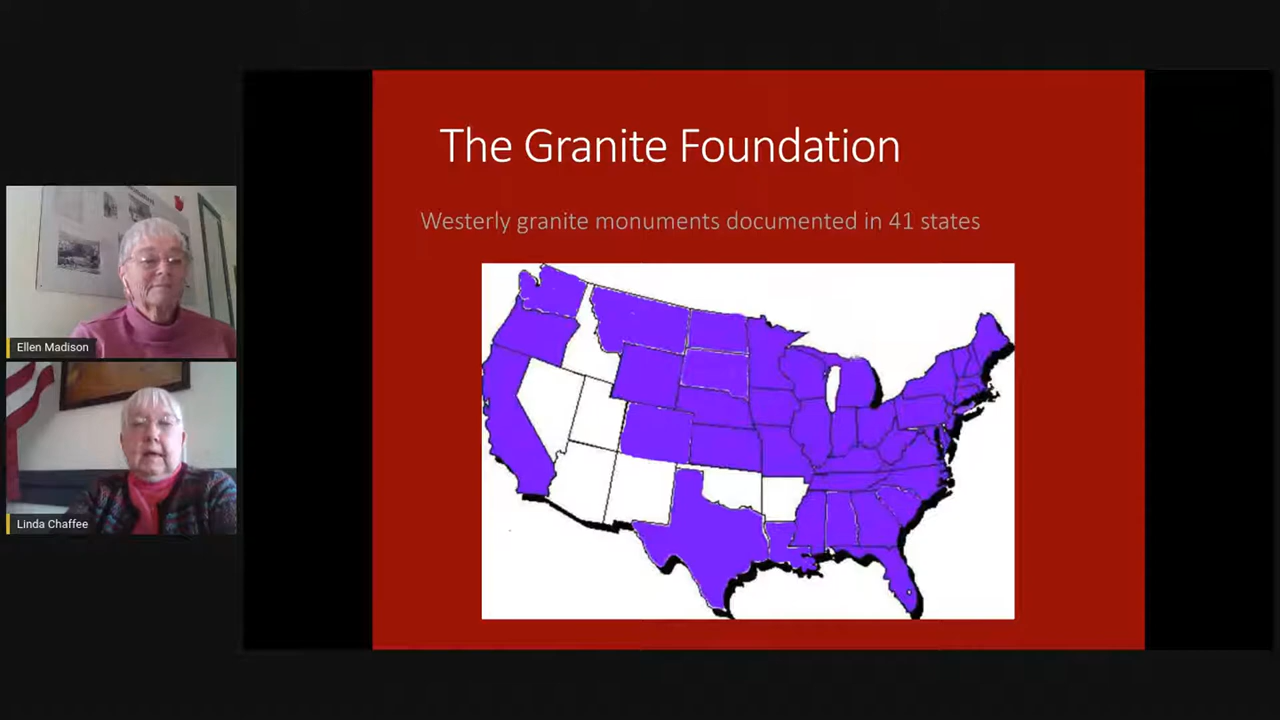 The Granite Foundation
Westerly granite monuments documented in 41 states
Ellen Madison
Linda Chaffee